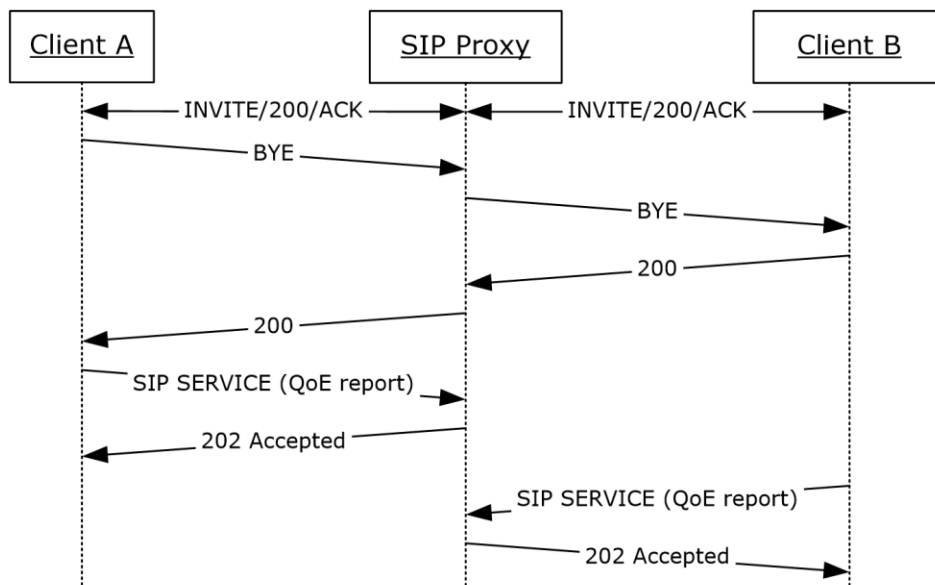 Client A
SIP Proxy
Client B
INVITE/200/ACK
INVITE/200/ACK
BYE
BYE
200
200
SIP SERVICE (QoE report)
202 Accepted
SIP SERVICE (QoE report)
202 Accepted